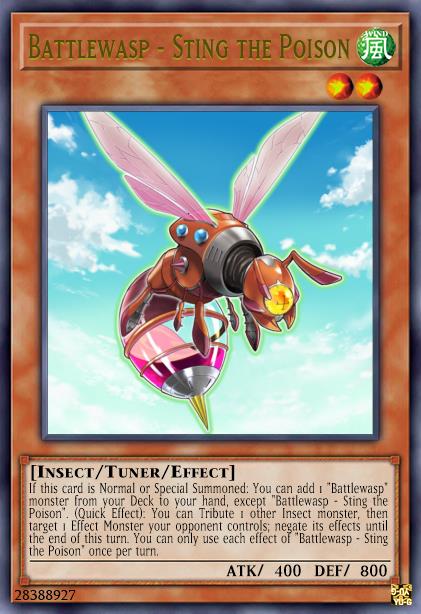 Battlewasp - Sting the Poison
WIND
風
[Insect/Tuner/Effect]
If this card is Normal or Special Summoned: You can add 1 "Battlewasp"
monster from your Deck to your hand, except "Battlewasp - Sting the
Poison". (Quick Effect): You can Tribute 1 other Insect monster, then
target 1 Effect Monster your opponent controls; negate its effects until
the end of this turn. You can only use each effect of "Battlewasp - Sting
the Poison" once per turn.
ATK/ 400 DEF/ 800
28388927